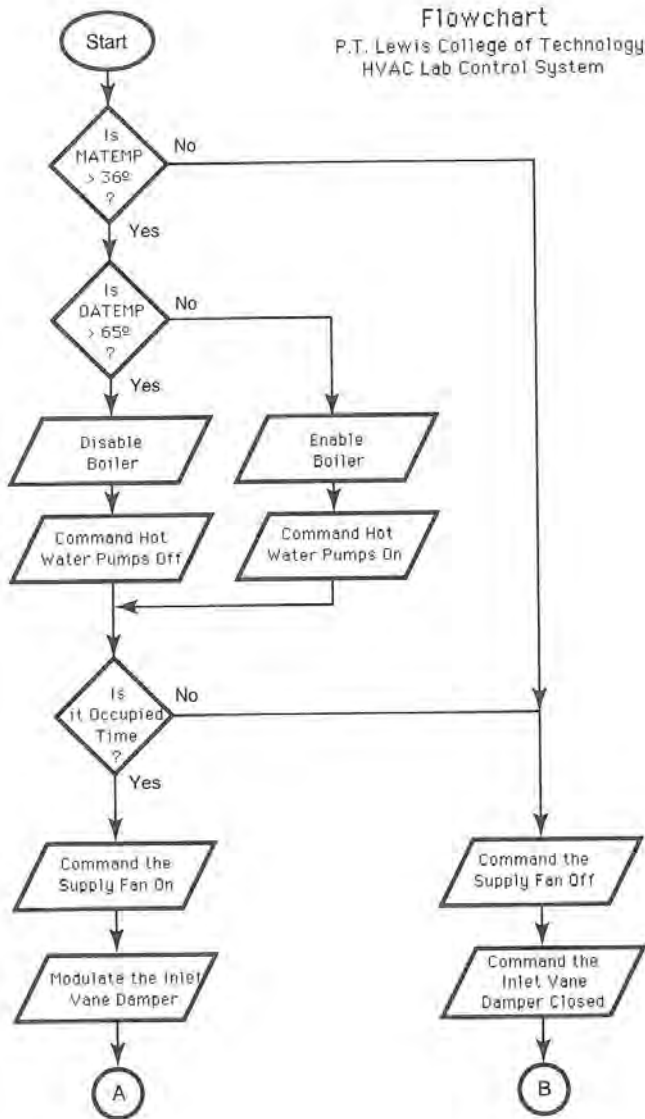 Flowchart
P.T. Lewis College of Technology
HVAC Lab Control System
Start
Is
MATEMP
> 36º
?
No
Yes
Is
OATEMP
> 65º
?
No
Yes
Disable
Boiler
Enable
Boiler
Command Hot
Water Pumps Off
Command Hot
Water Pumps On
Is
it Occupied
Time
?
No
Yes
Command the
Supply Fan On
Command the
Supply Fan Off
Modulate the Inlet
Vane Damper
Command the
Inlet Vane
Damper Closed
A
B